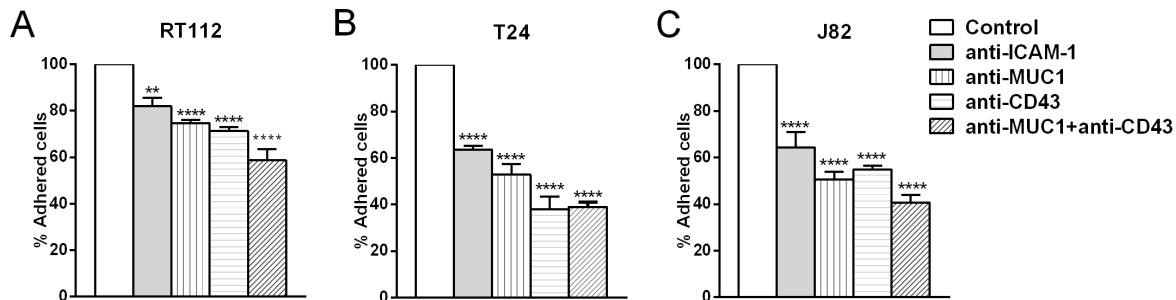 A
RT112
% Adhered cells
100
80
60
40
20
0
**
****
****
****
B
T24
% Adhered cells
100
80
60
40
20
0
****
****
****
****
C
J82
% Adhered cells
100
80
60
40
20
0
****
****
****
****
Control
anti-ICAM-1
anti-MUC1
anti-CD43
anti-MUC1+anti-CD43